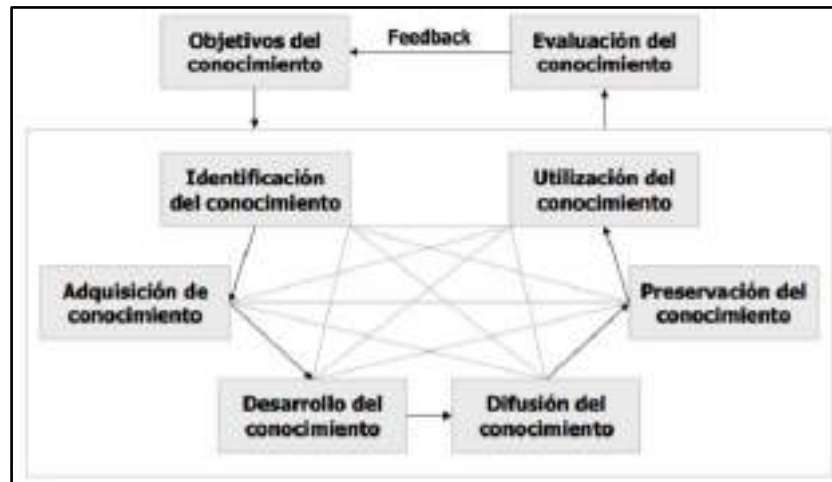 Objetivos del
conocimiento
Feedback
Evaluación del
conocimiento
Identificación
del conocimiento
Utilización del
conocimiento
Adquisición de
conocimiento
Preservación del
conocimiento
Desarrollo del
conocimiento
Difusión del
conocimiento